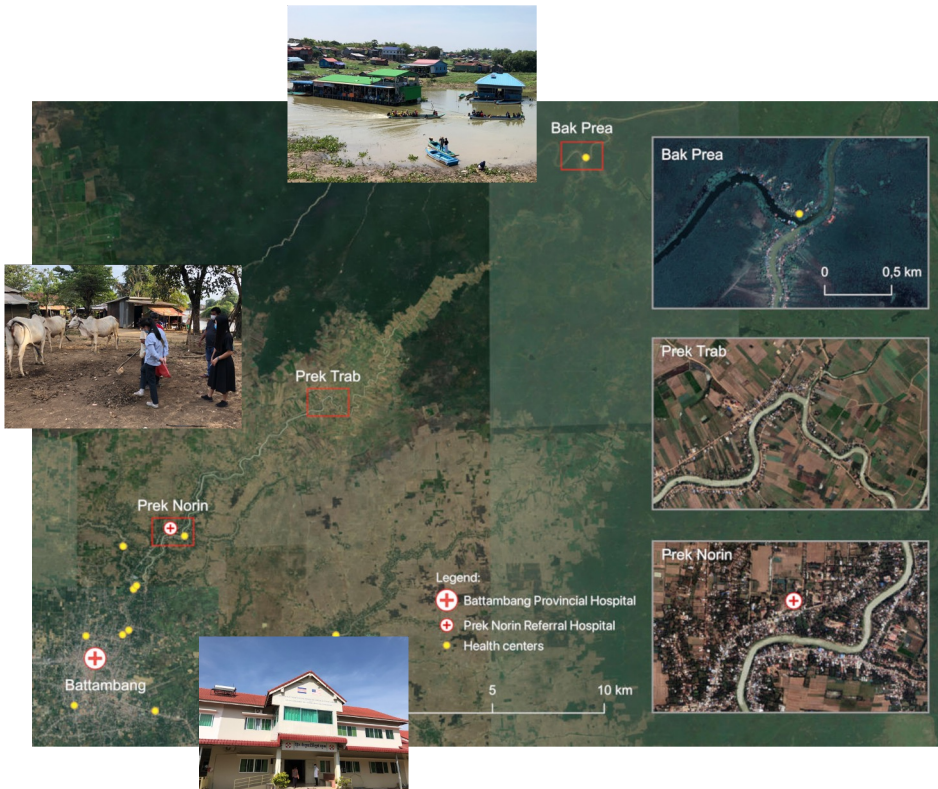 Bak Prea
Bak Prea
0 0,5 km
Prek Trab
Prek Trab
Prek Norin
Prek Norin
Legend:
Battambang Provincial Hospital
Prek Norin Referral Hospital
Health centers
Battambang
5 10 km